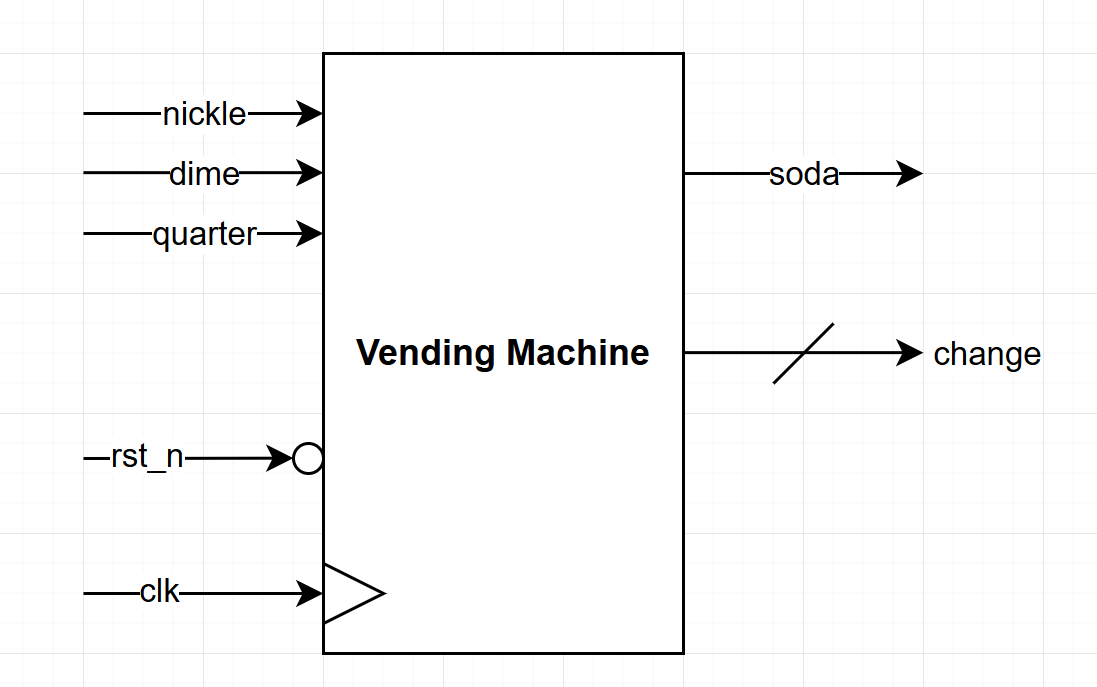 nickle
dime
quarter
soda
Vending Machine
change
rst_n
clk